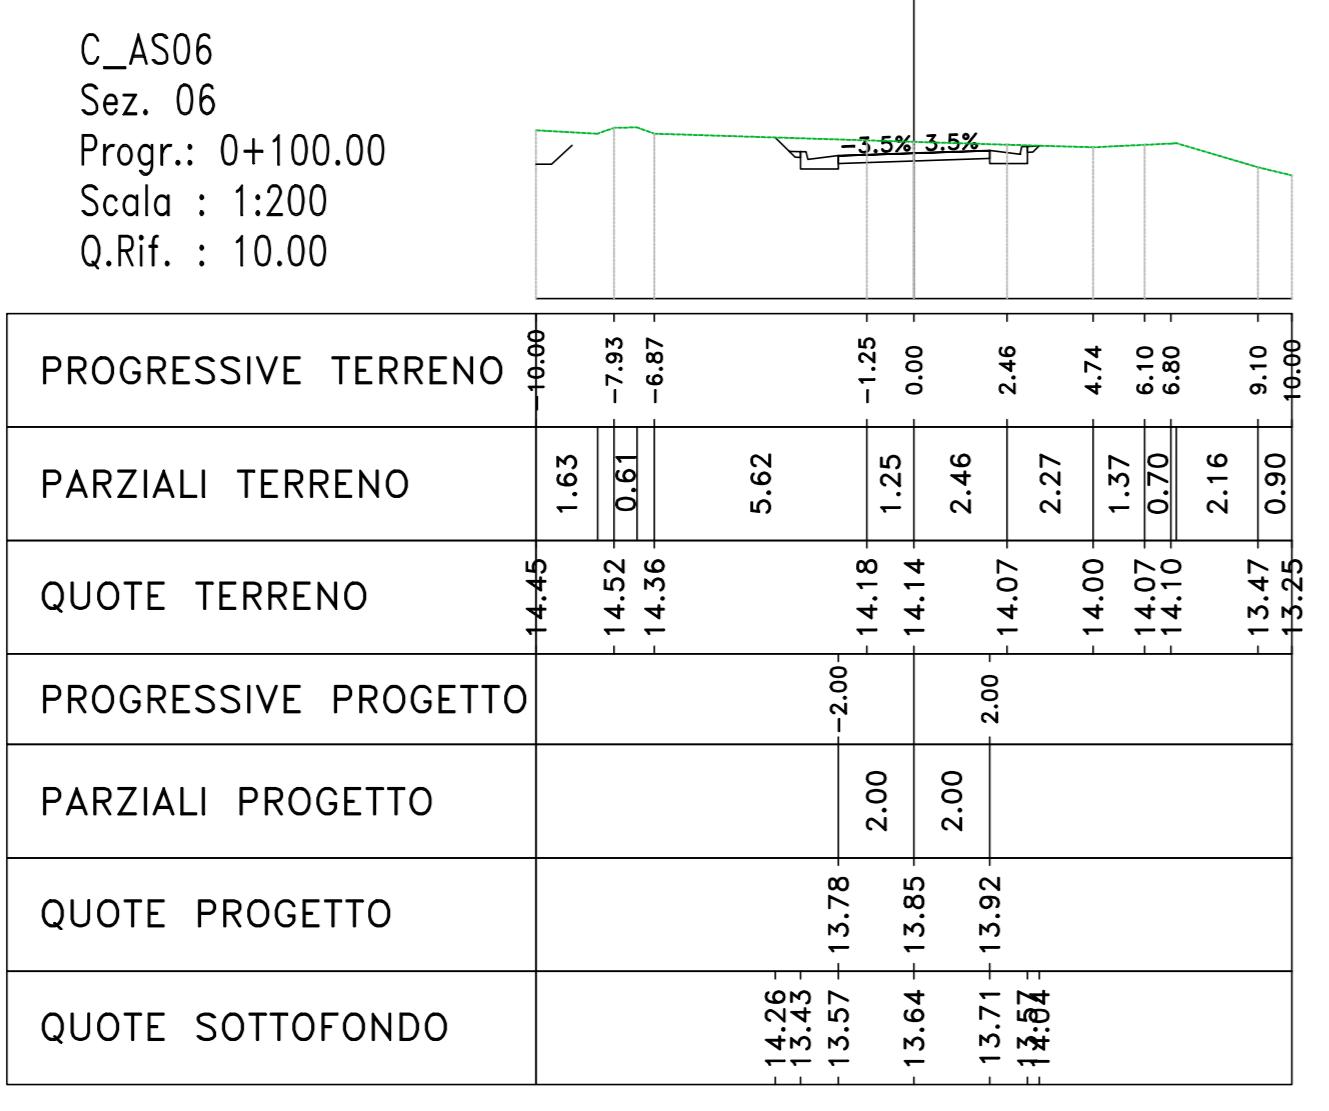 C_AS06
Sez. 06
Progr.: 0+100.00
Scala : 1:200
Q.Rif. : 10.00
-3.5% 3.5%
PROGRESSIVE TERRENO -10.00 -7.93 -6.87 -1.25 0.00 2.46 4.74 6.10 6.80 9.10 10.00
PARZIALI TERRENO 1.63 0.61 5.62 1.25 2.46 2.27 1.37 0.70 2.16 0.90
QUOTE TERRENO 14.45 14.52 14.36 14.18 14.14 14.07 14.00 14.07 14.10 13.47 13.25
PROGRESSIVE PROGETTO -2.00 2.00
PARZIALI PROGETTO 2.00 2.00
QUOTE PROGETTO 13.78 13.85 13.92
QUOTE SOTTOFONDO 14.26 13.43 13.57 13.64 13.71 13.57 14.04